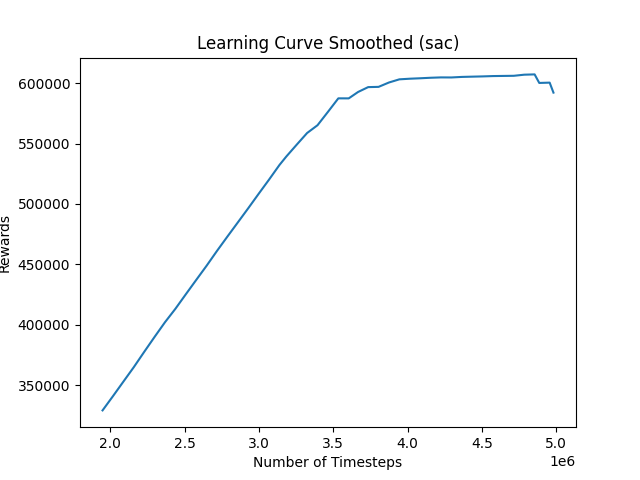 Learning Curve Smoothed (sac)
600000
550000
500000
450000
400000
350000
Rewards
2.0 2.5 3.0 3.5 4.0 4.5 5.0
1e6
Number of Timesteps